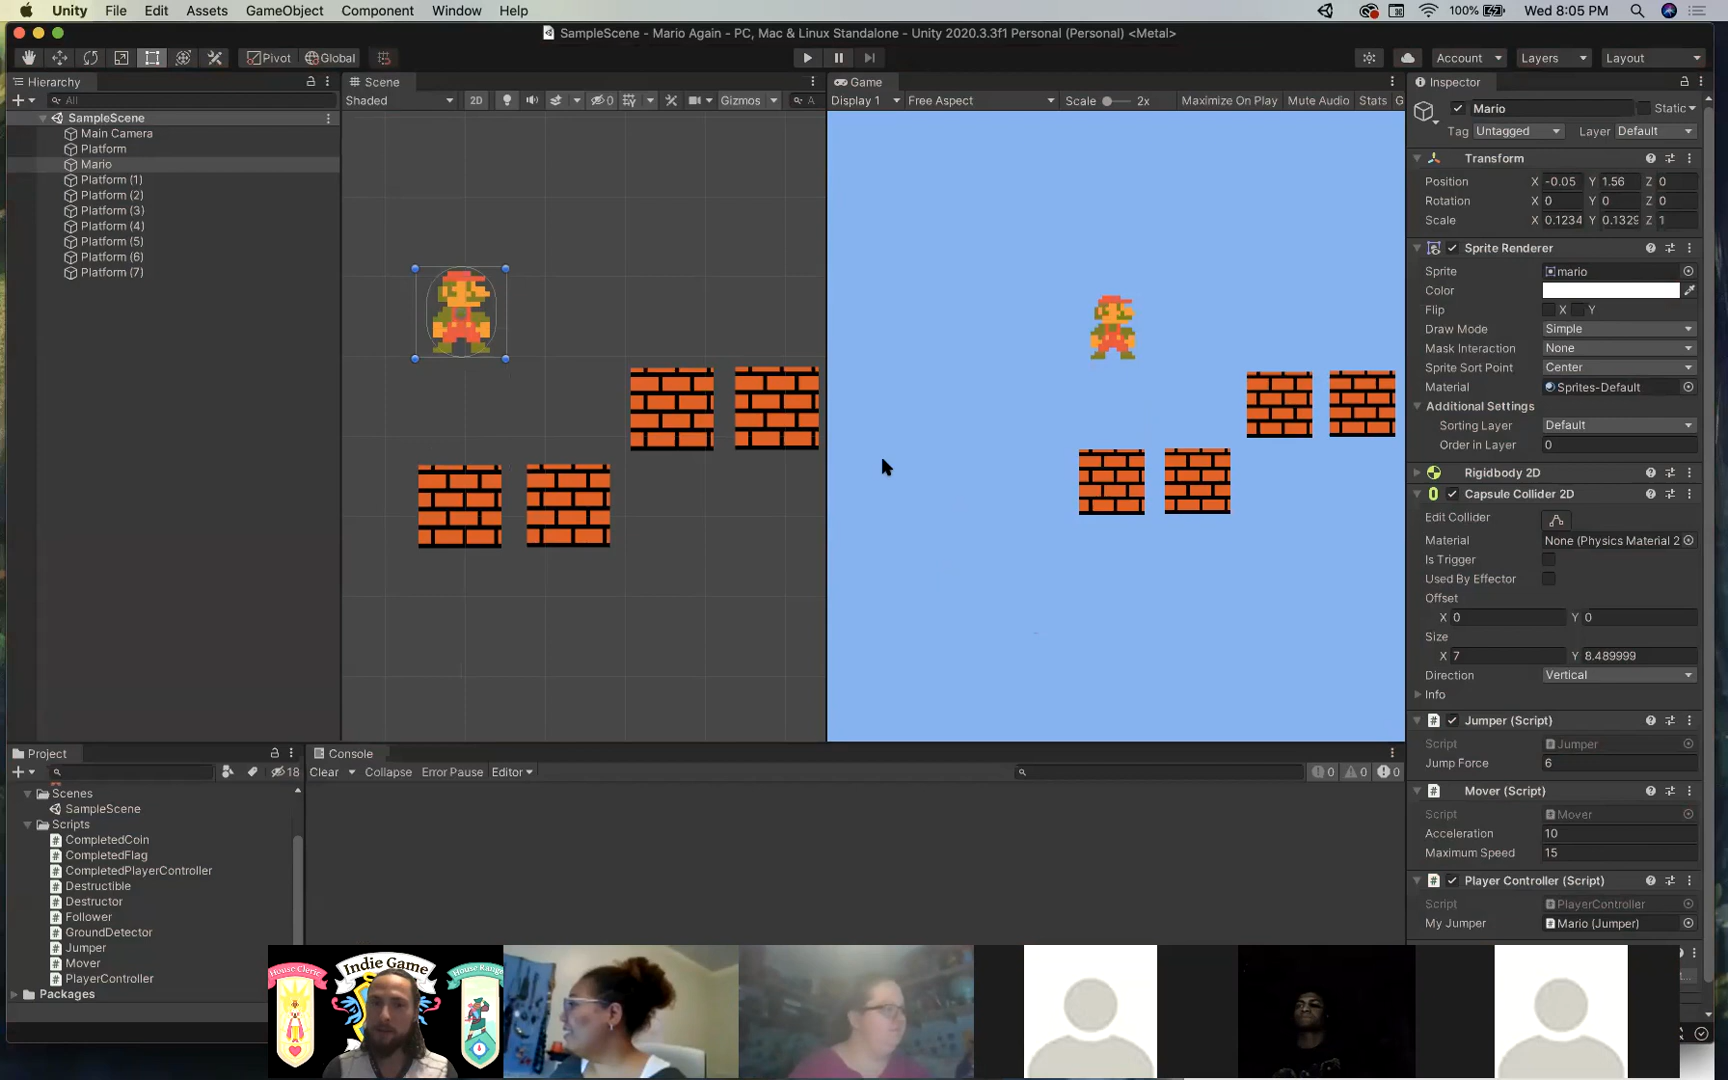 Unity File Edit Assets GameObject Component Window Help 100% Wed 8:05 PM
SampleScene - Mario Again - PC, Mac & Linux Standalone - Unity 2020.3.3f1 Personal (Personal) <Metal>
Pivot Global Account Layers Layout
Hierarchy
All
SampleScene
Main Camera
Platform
Mario
Platform (1)
Platform (2)
Platform (3)
Platform (4)
Platform (5)
Platform (6)
Platform (7)
Scene
Shaded 2D 0 Gizmos A
Game
Display 1 Free Aspect Scale 2x Maximize On Play Mute Audio Stats G
Inspector
Mario Static
Tag Untagged Layer Default
Transform
Position X -0.05 Y 1.56 Z 0
Rotation X 0 Y 0 Z 0
Scale X 0.1234 Y 0.1329 Z 1
Sprite Renderer
Sprite mario
Color
Flip X Y
Draw Mode Simple
Mask Interaction None
Sprite Sort Point Center
Material Sprites-Default
Additional Settings
Sorting Layer Default
Order in Layer 0
Rigidbody 2D
Capsule Collider 2D
Edit Collider
Material None (Physics Material 2
Is Trigger
Used By Effector
Offset
X 0 Y 0
Size
X 7 Y 8.489999
Direction Vertical
Info
Jumper (Script)
Script Jumper
Jump Force 6
Mover (Script)
Script Mover
Acceleration 10
Maximum Speed 15
Player Controller (Script)
Script PlayerController
My Jumper Mario (Jumper)
Project
18
Scenes
SampleScene
Scripts
CompletedCoin
CompletedFlag
CompletedPlayerController
Destructible
Destructor
Follower
GroundDetector
Jumper
Mover
PlayerController
Packages
Console
Clear Collapse Error Pause Editor 0 0 0
House Cleric
Indie Game
House Rang